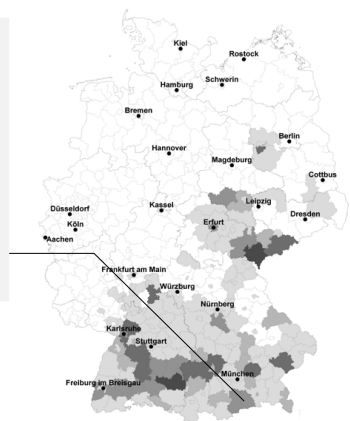 Kiel
Rostock
Schwerin
Hamburg
Bremen
Berlin
Hannover
Magdeburg
Cottbus
Düsseldorf
Kassel
Leipzig
Köln
Erfurt
Dresden
Aachen
Frankfurt am Main
Würzburg
Nürnberg
Karlsruhe
Stuttgart
München
Freiburg im Breisgau